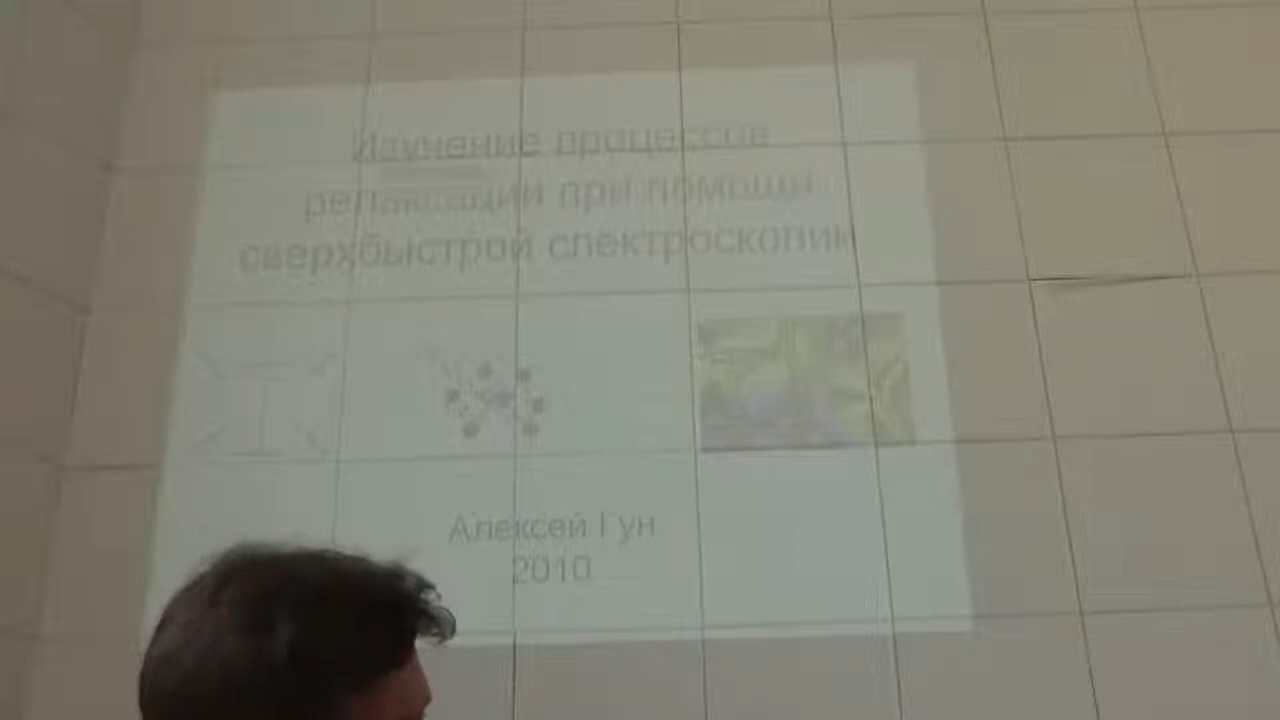 Изучение процессов
релаксации при помощи
сверхбыстрой спектроскопии
Алексей Гун
2010